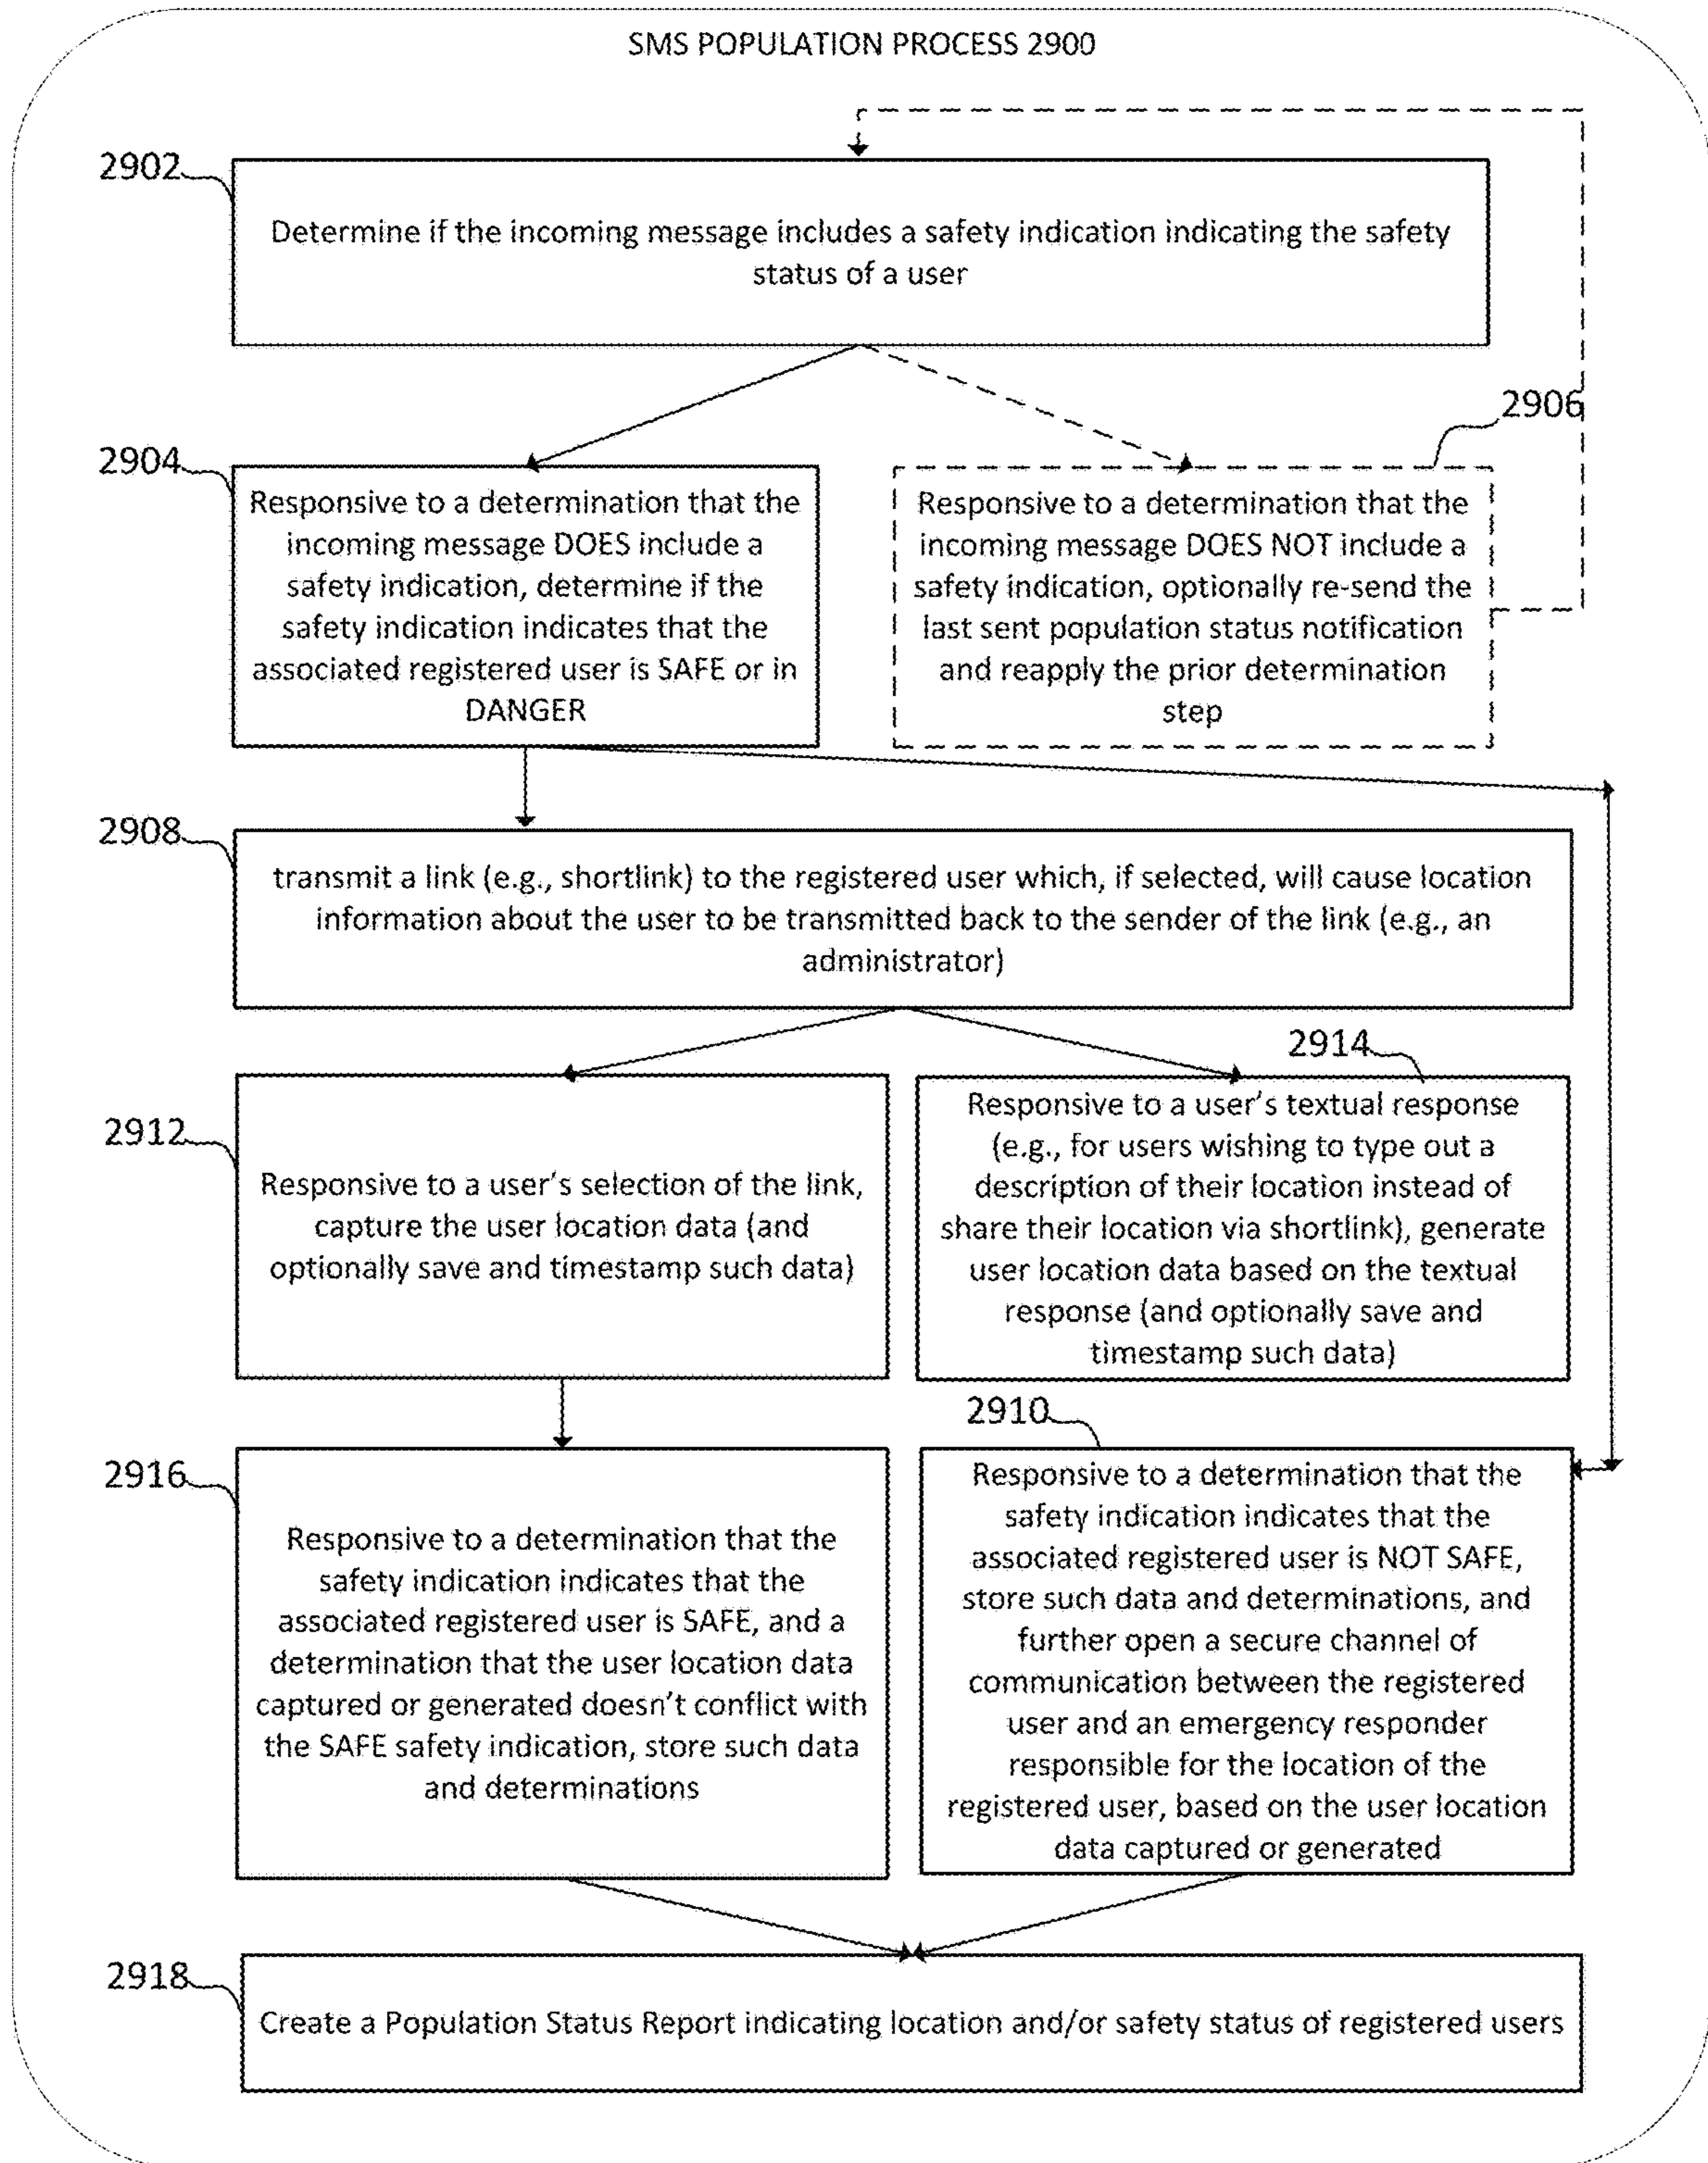 SMS POPULATION PROCESS 2900
2902
Determine if the incoming message includes a safety indication indicating the safety
status of a user
2904
Responsive to a determination that the
incoming message DOES include a
safety indication, determine if the
safety indication indicates that the
associated registered user is SAFE or in
DANGER
2906
Responsive to a determination that the
incoming message DOES NOT include a
safety indication, optionally re-send the
last sent population status notification
and reapply the prior determination
step
2908
transmit a link (e.g., shortlink) to the registered user which, if selected, will cause location
information about the user to be transmitted back to the sender of the link (e.g., an
administrator)
2912
Responsive to a user's selection of the link,
capture the user location data (and
optionally save and timestamp such data)
2914
Responsive to a user's textual response
(e.g., for users wishing to type out a
description of their location instead of
share their location via shortlink), generate
user location data based on the textual
response (and optionally save and
timestamp such data)
2916
Responsive to a determination that the
safety indication indicates that the
associated registered user is SAFE, and a
determination that the user location data
captured or generated doesn't conflict with
the SAFE safety indication, store such data
and determinations
2910
Responsive to a determination that the
safety indication indicates that the
associated registered user is NOT SAFE,
store such data and determinations, and
further open a secure channel of
communication between the registered
user and an emergency responder
responsible for the location of the
registered user, based on the user location
data captured or generated
2918
Create a Population Status Report indicating location and/or safety status of registered users